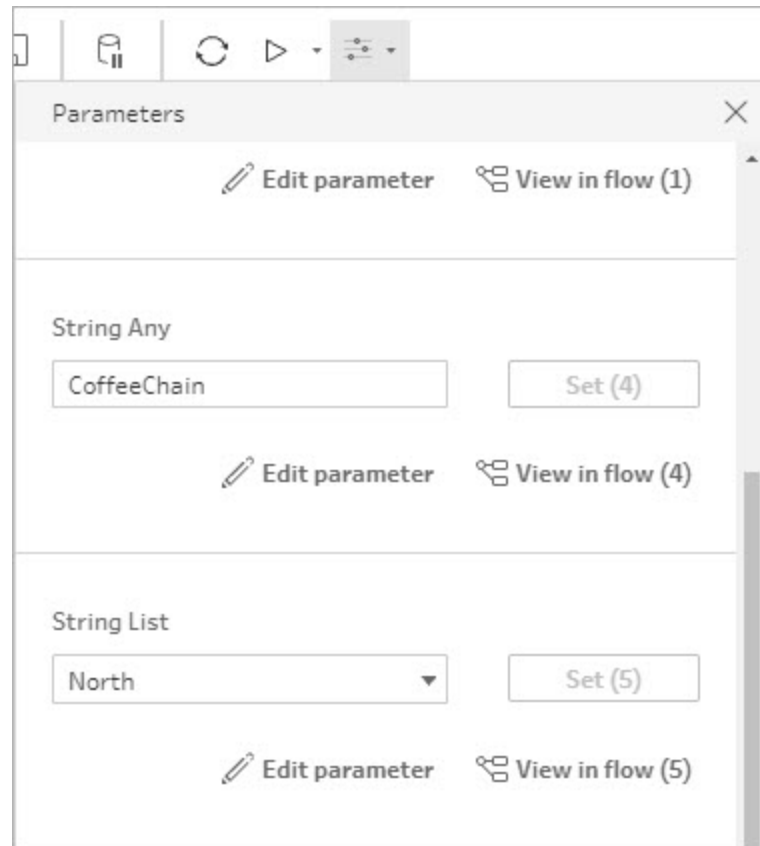 Parameters
Edit parameter View in flow (1)
String Any
CoffeeChain Set (4)
Edit parameter View in flow (4)
String List
North Set (5)
Edit parameter View in flow (5)